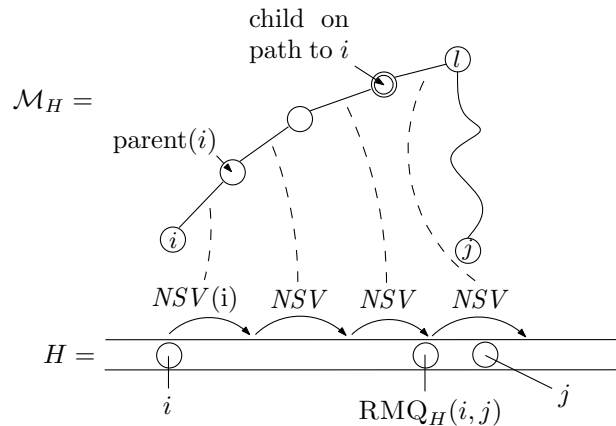 child on
path to i
l
M_H =
parent(i)
i
j
NSV(i) NSV NSV NSV
H =
i
RMQ_H(i, j)
j